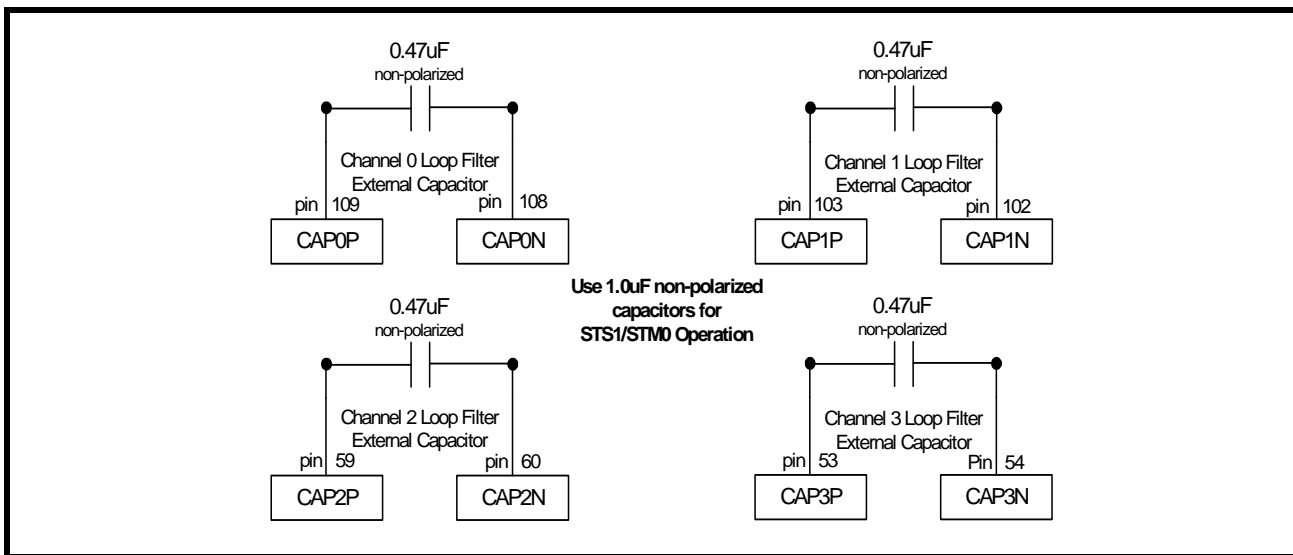 0.47uF
non-polarized
Channel 0 Loop Filter
External Capacitor
pin 109
pin 108
CAP0P
CAP0N
0.47uF
non-polarized
Channel 1 Loop Filter
External Capacitor
pin 103
pin 102
CAP1P
CAP1N
Use 1.0uF non-polarized
capacitors for
STS1/STM0 Operation
0.47uF
non-polarized
Channel 2 Loop Filter
External Capacitor
pin 59
pin 60
CAP2P
CAP2N
0.47uF
non-polarized
Channel 3 Loop Filter
External Capacitor
pin 53
Pin 54
CAP3P
CAP3N